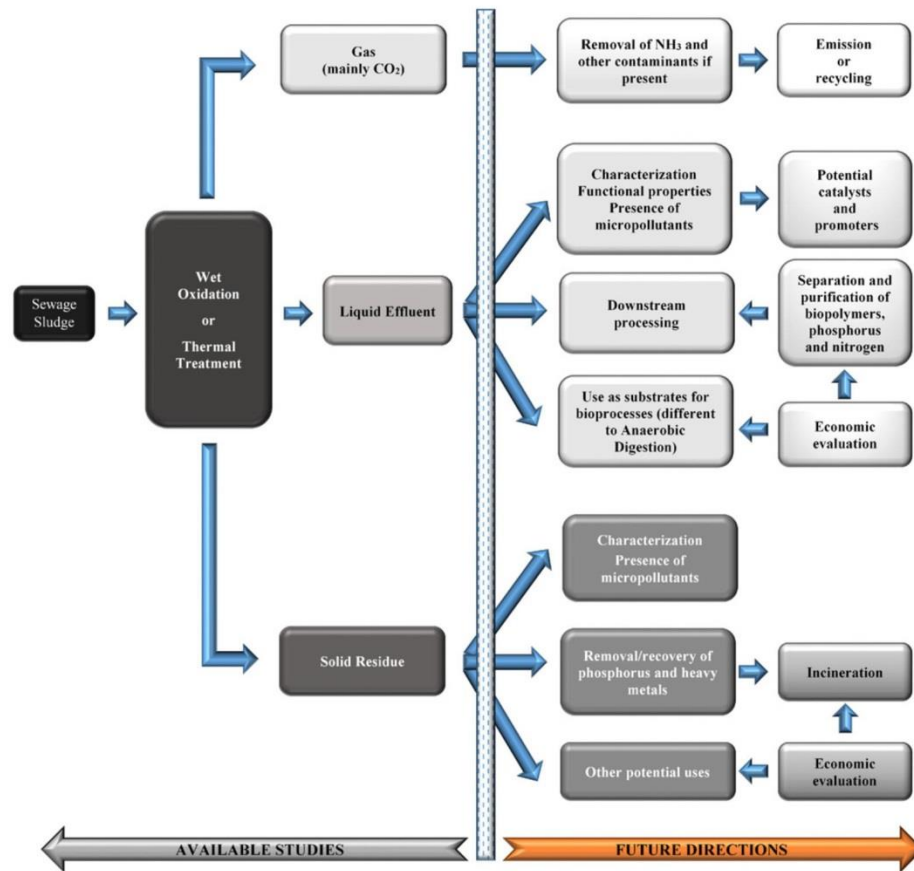 Gas
(mainly CO₂)
Removal of NH₃ and
other contaminants if
present
Emission
or
recycling
Characterization
Functional properties
Presence of
micropollutants
Potential
catalysts
and
promoters
Sewage
Sludge
Wet
Oxidation
or
Thermal
Treatment
Liquid Effluent
Downstream
processing
Separation and
purification of
biopolymers,
phosphorus
and nitrogen
Use as substrates for
bioprocesses (different
to Anaerobic
Digestion)
Economic
evaluation
Characterization
Presence of
micropollutants
Solid Residue
Removal/recovery of
phosphorus and heavy
metals
Incineration
Other potential uses
Economic
evaluation
AVAILABLE STUDIES
FUTURE DIRECTIONS